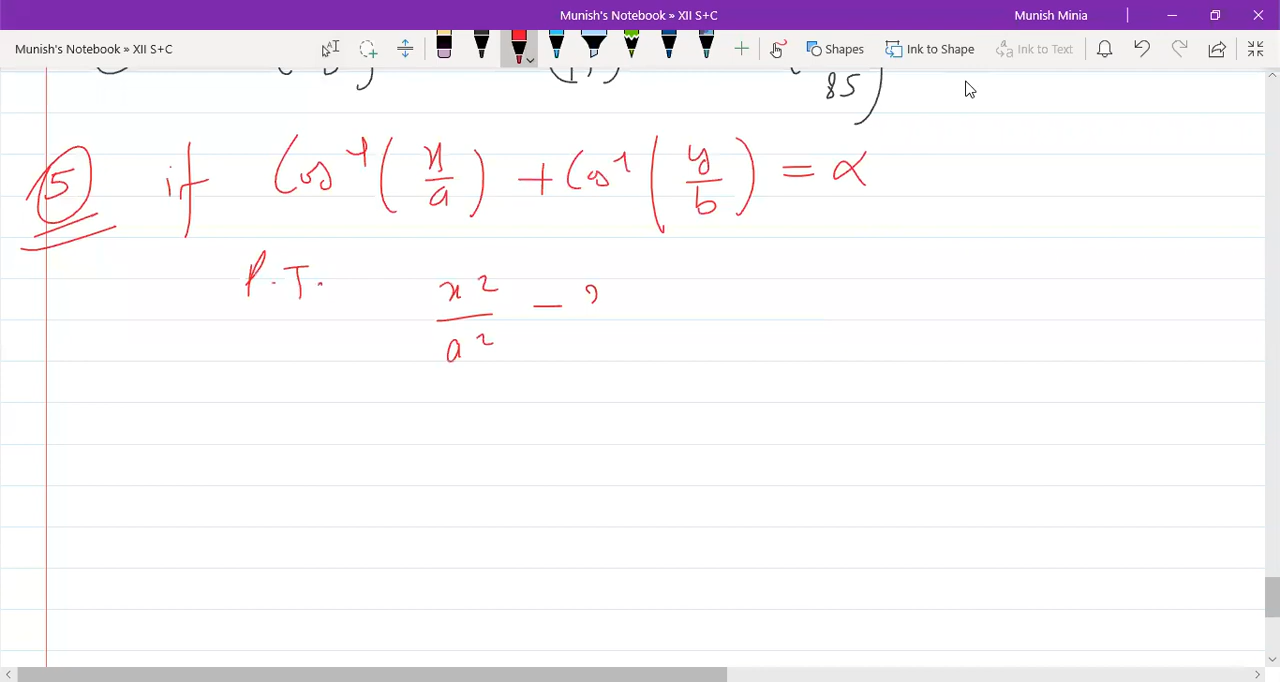 Munish's Notebook » XII S+C
Munish Minia
Munish's Notebook » XII S+C
Shapes
Ink to Shape
Ink to Text
85
5 if Cos⁻¹(x/a) + Cos⁻¹(y/b) = α
P.T. x²/a² - 2